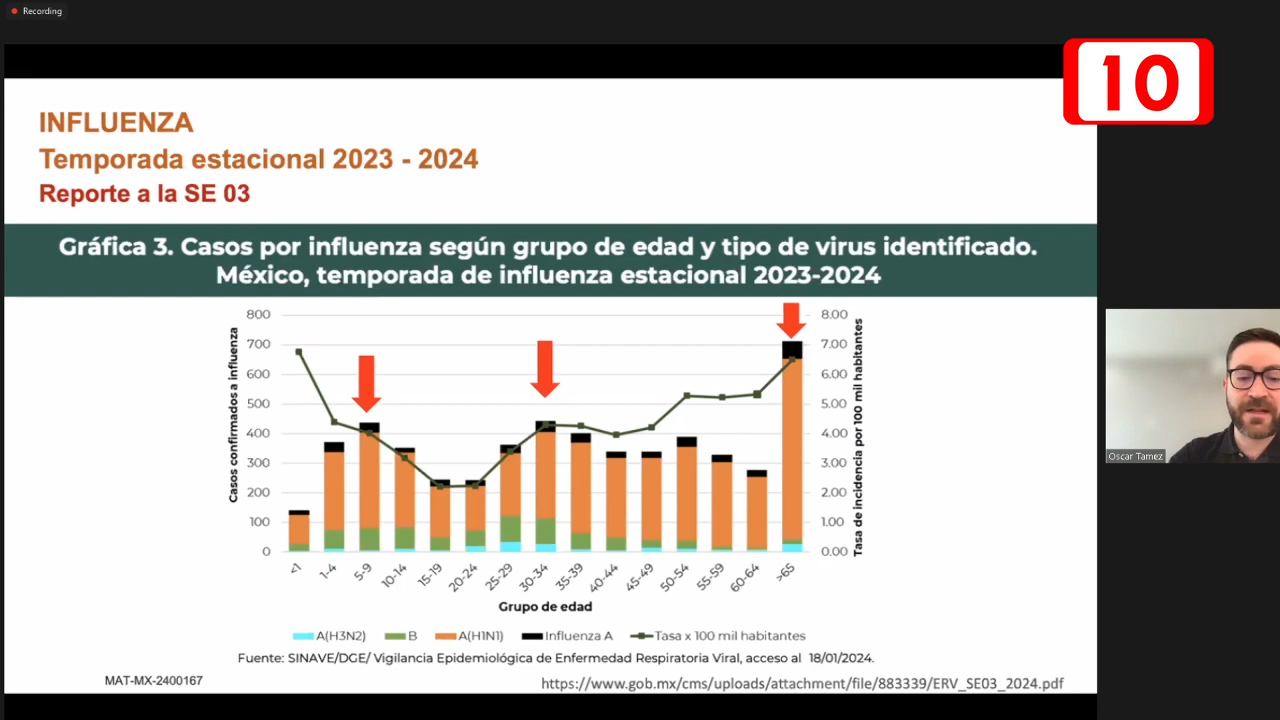 Recording
10
INFLUENZA
Temporada estacional 2023 - 2024
Reporte a la SE 03
Gráfica 3. Casos por influenza según grupo de edad y tipo de virus identificado.
México, temporada de influenza estacional 2023-2024
Casos confirmados a influenza
800
700
600
500
400
300
200
100
0
8.00
7.00
6.00
5.00
4.00
3.00
2.00
1.00
0.00
Tasa de incidencia por 100 mil habitantes
<1
1-4
5-9
10-14
15-19
20-24
25-29
30-34
35-39
40-44
45-49
50-54
55-59
60-64
>65
Grupo de edad
A(H3N2) B A(H1N1) Influenza A Tasa x 100 mil habitantes
Fuente: SINAVE/DGE/ Vigilancia Epidemiológica de Enfermedad Respiratoria Viral, acceso al 18/01/2024.
MAT-MX-2400167
https://www.gob.mx/cms/uploads/attachment/file/883339/ERV_SE03_2024.pdf
Oscar Tamez